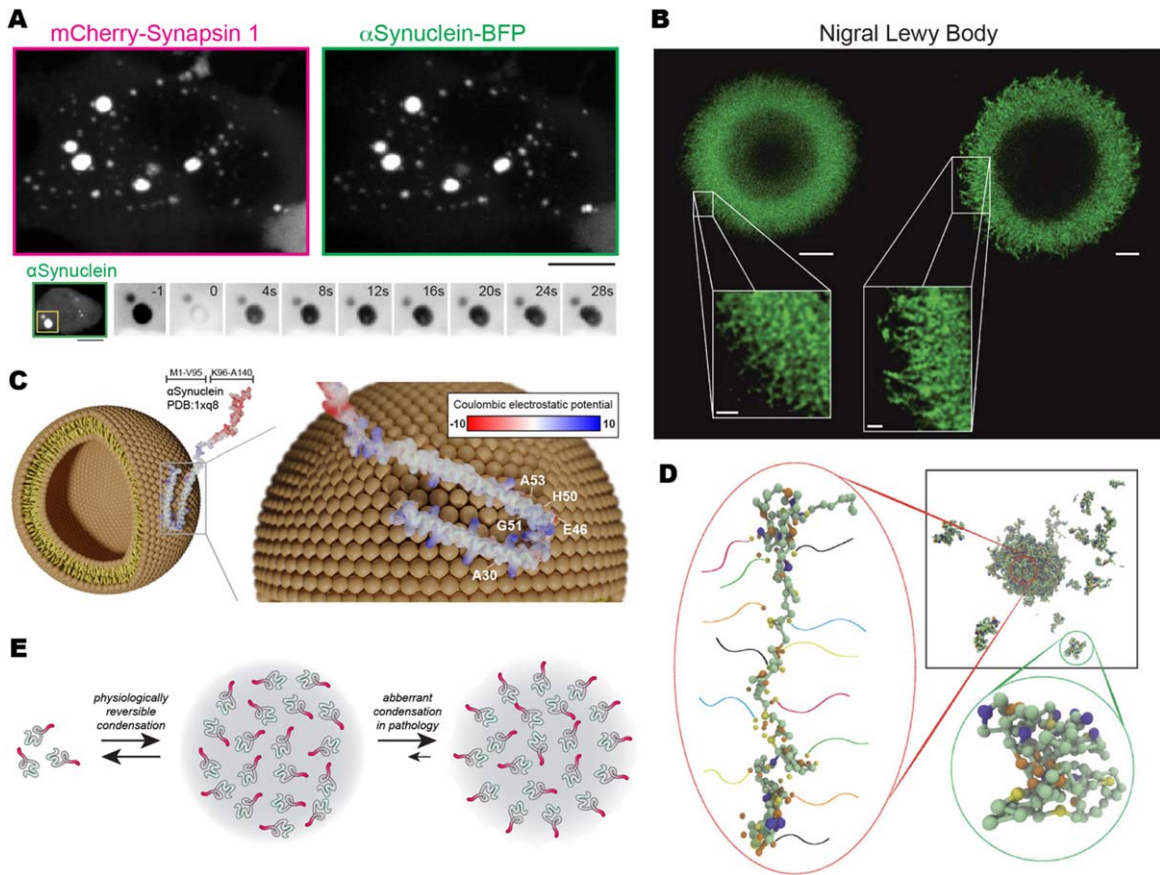 A
mCherry-Synapsin 1
αSynuclein-BFP
αSynuclein
-1
0
4s
8s
12s
16s
20s
24s
28s
B
Nigral Lewy Body
C
M1-V95 K96-A140
αSynuclein
PDB:1xq8
Coulombic electrostatic potential
-10
10
A53
H50
G51
E46
A30
D
E
physiologically
reversible
condensation
aberrant
condensation
in pathology